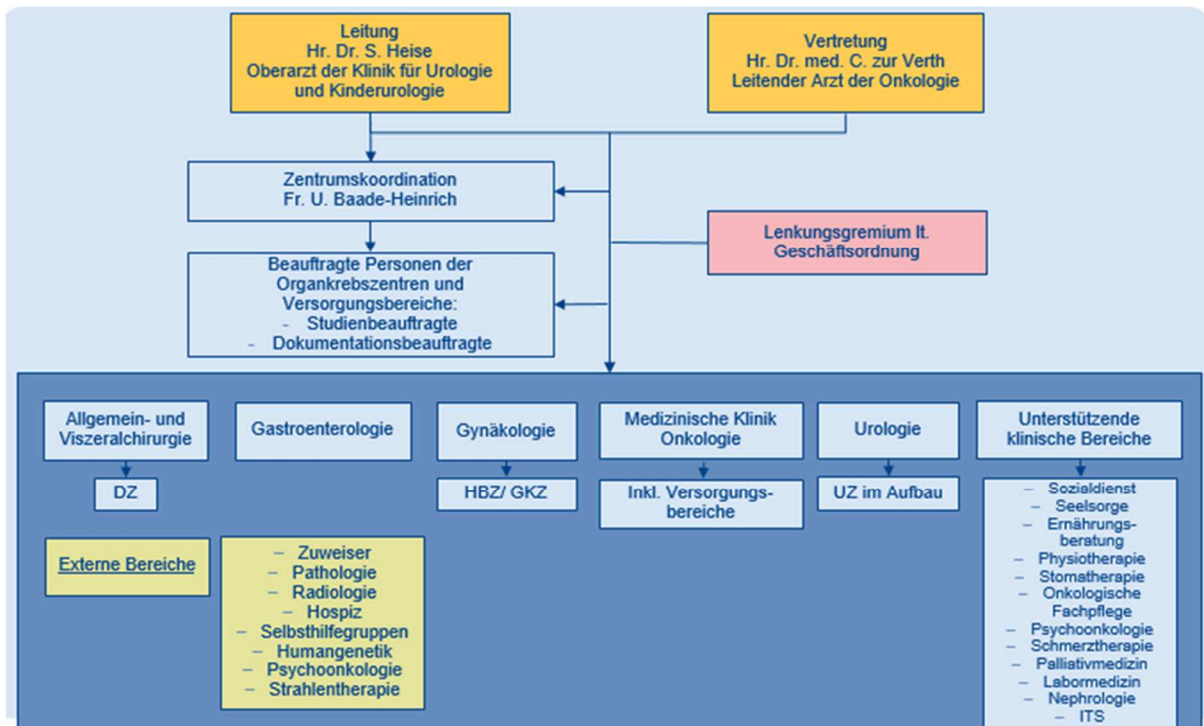 Leitung
Hr. Dr. S. Heise
Oberarzt der Klinik für Urologie
und Kinderurologie
Vertretung
Hr. Dr. med. C. zur Verth
Leitender Arzt der Onkologie
Zentrumskoordination
Fr. U. Baade-Heinrich
Lenkungsgremium lt.
Geschäftsordnung
Beauftragte Personen der
Organkrebszentren und
Versorgungsbereiche:
- Studienbeauftragte
- Dokumentationsbeauftragte
Allgemein- und
Viszeralchirurgie
Gastroenterologie
Gynäkologie
Medizinische Klinik
Onkologie
Urologie
Unterstützende
klinische Bereiche
DZ
HBZ/ GKZ
Inkl. Versorgungs-
bereiche
UZ im Aufbau
- Sozialdienst
- Seelsorge
- Ernährungs-
beratung
- Physiotherapie
- Stomatherapie
- Onkologische
Fachpflege
- Psychoonkologie
- Schmerztherapie
- Palliativmedizin
- Labormedizin
- Nephrologie
- ITS
Externe Bereiche
- Zuweiser
- Pathologie
- Radiologie
- Hospiz
- Selbsthilfegruppen
- Humangenetik
- Psychoonkologie
- Strahlentherapie